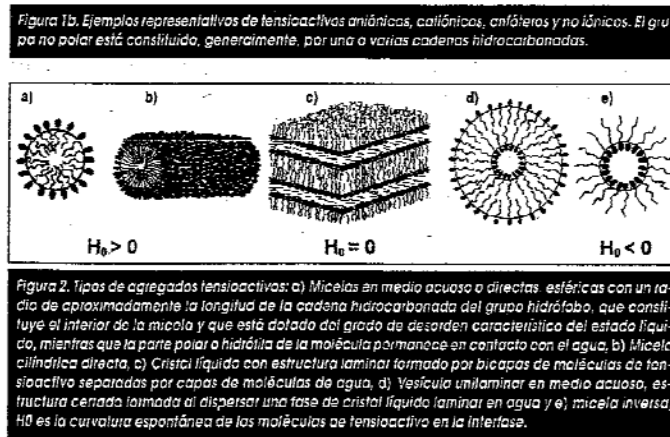 Figura 1b. Ejemplos representativos de tensioactivos aniónicos, catiónicos, anfóteros y no iónicos. El gru
po no polar está constituido, generalmente, por una o varias cadenas hidrocarbonadas.
a) b) c) d) e)
H₀ > 0 H₀ = 0 H₀ < 0
Figura 2. Tipos de agregados tensioactivos: a) Micelas en medio acuoso o directas, esféricas con un ra-
dio de aproximadamente la longitud de la cadena hidrocarbonada del grupo hidrófobo, que consti-
tuye el interior de la micela y que está dotado del grado de desorden característico del estado líqui-
do, mientras que la parte polar o hidrófila de la molécula permanece en contacto con el agua, b) Micela
cilíndrica directa, c) Cristal líquido con estructura laminar formado por bicapas de moléculas de ten-
sioactivo separadas por capas de moléculas de agua, d) Vesícula unilaminar en medio acuoso, es-
tructura cerrada formada al dispersar una fase de cristal líquido laminar en agua y e) micela inversa,
H0 es la curvatura espontánea de las moléculas de tensioactivo en la interfase.